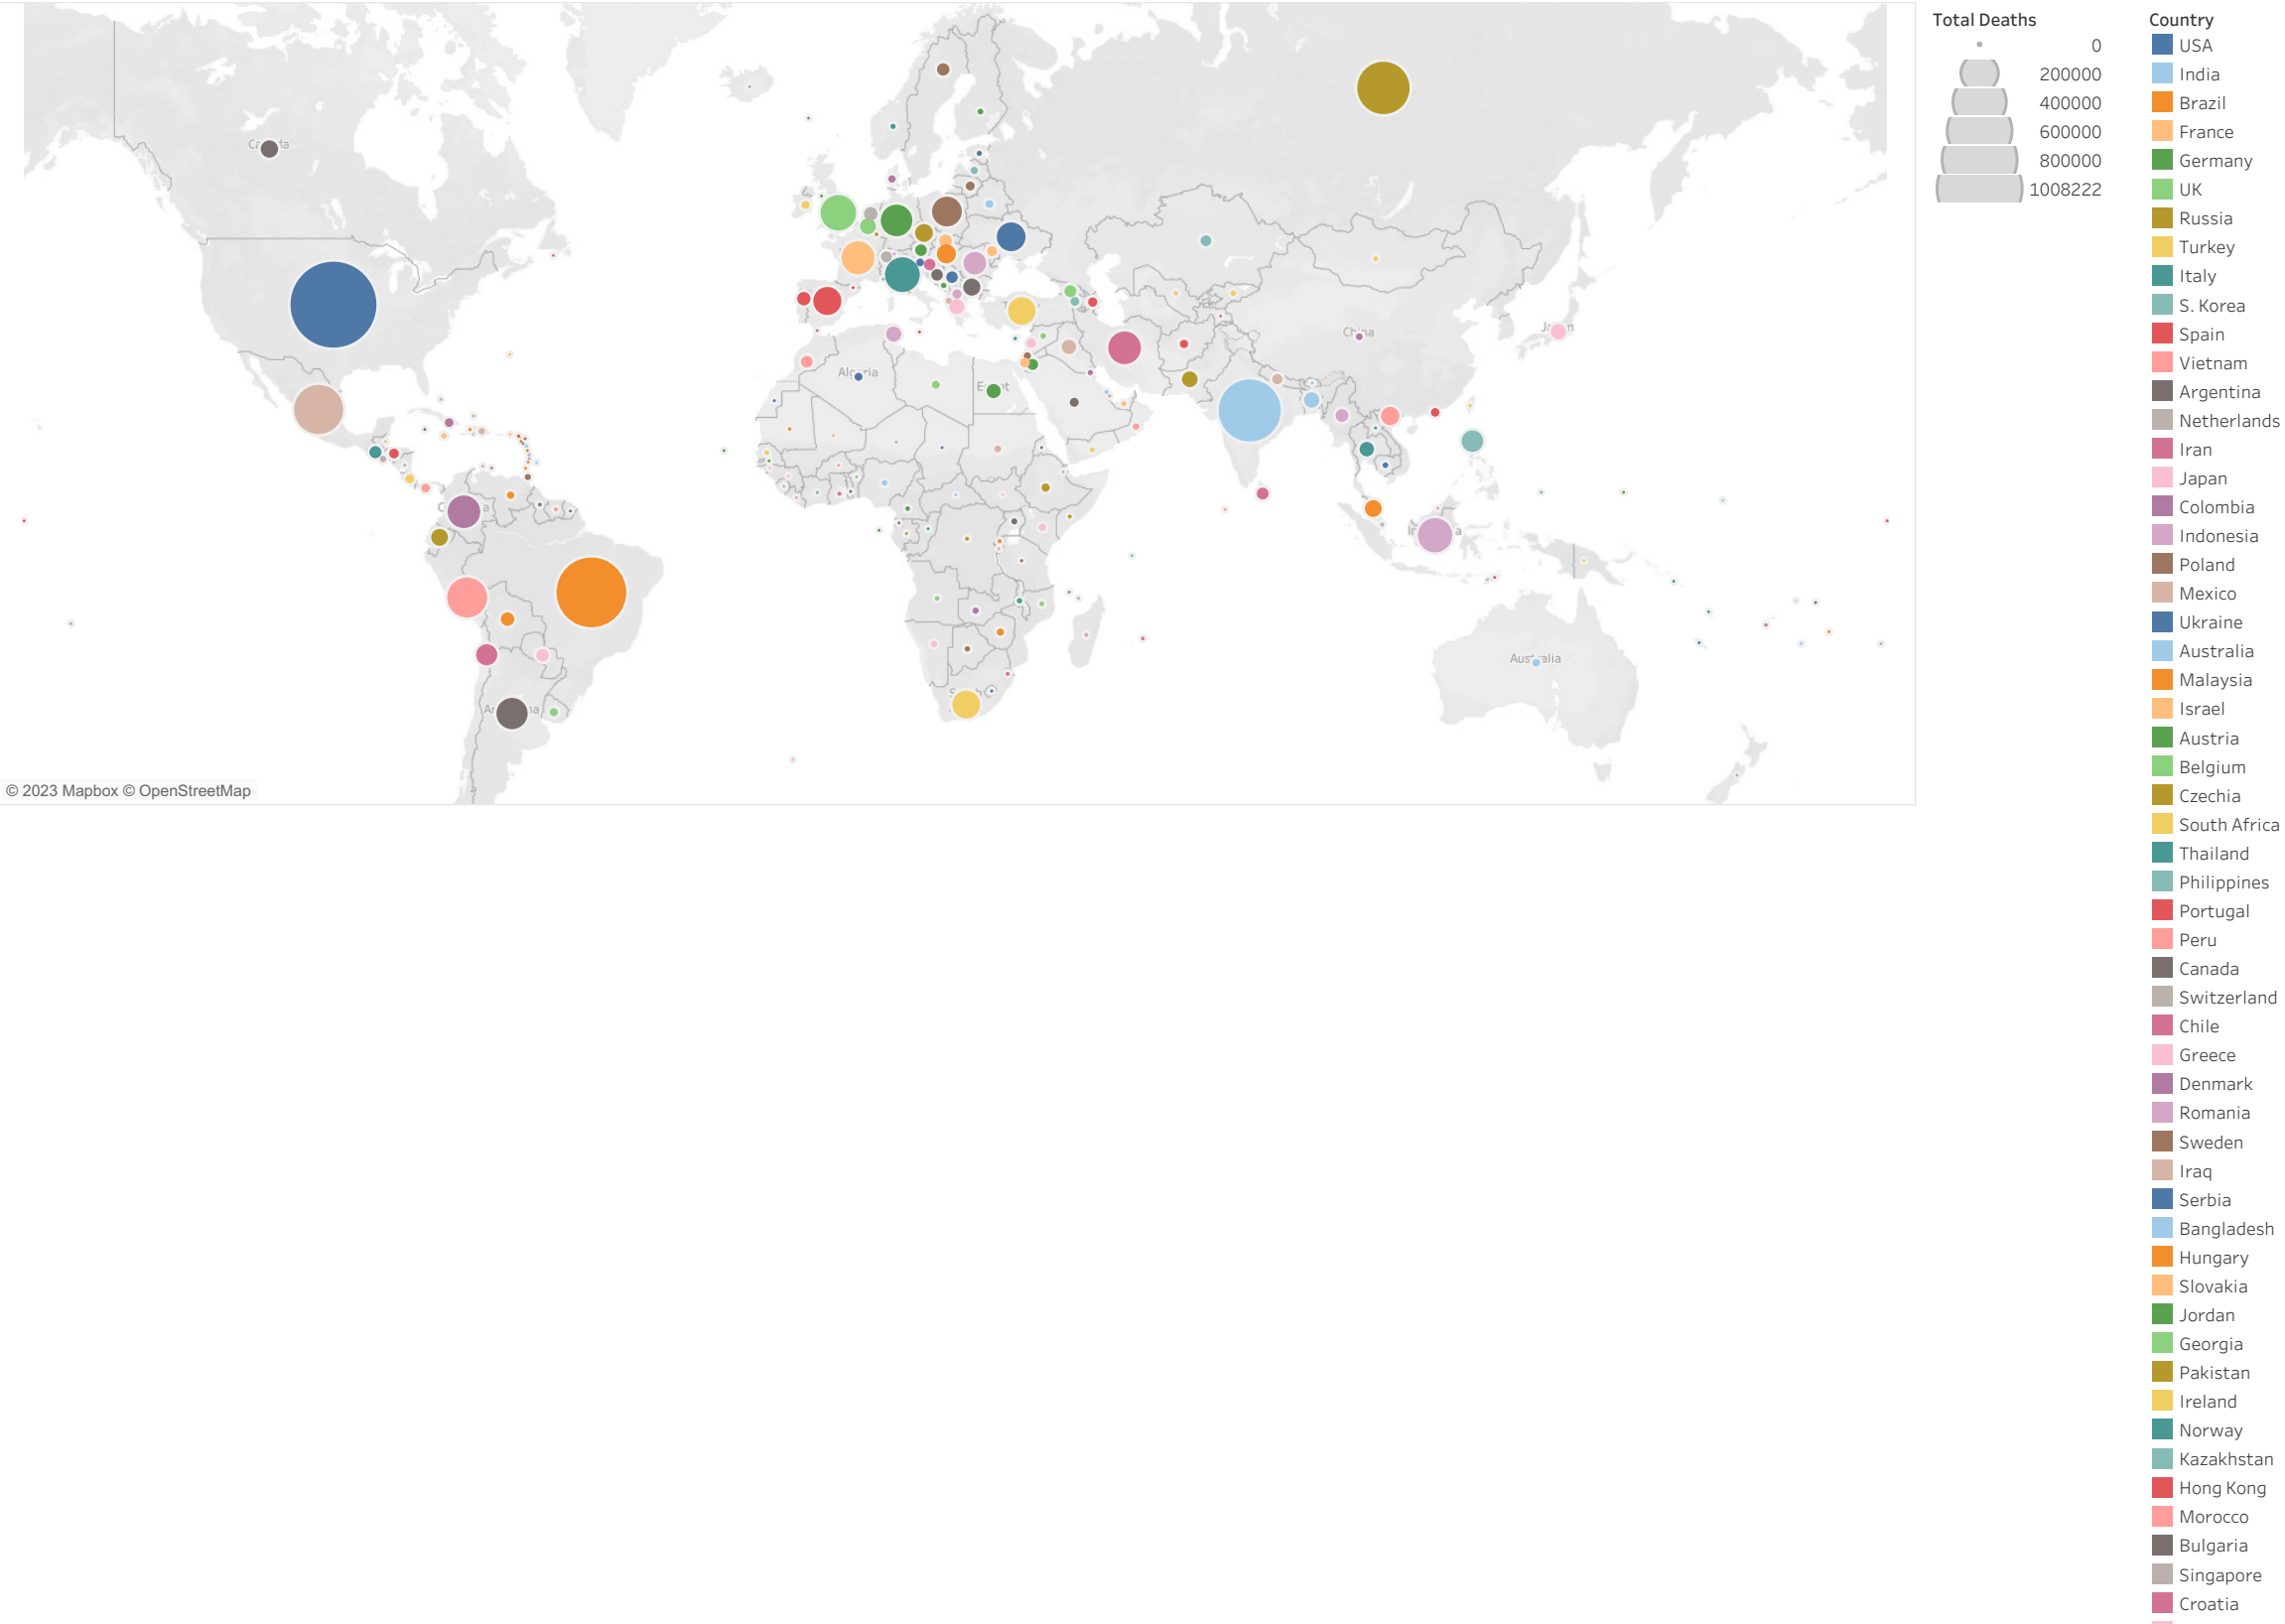 Total Deaths
0
200000
400000
600000
800000
1008222
Country
USA
India
Brazil
France
Germany
UK
Russia
Turkey
Italy
S. Korea
Spain
Vietnam
Argentina
Netherlands
Iran
Japan
Colombia
Indonesia
Poland
Mexico
Ukraine
Australia
Malaysia
Israel
Austria
Belgium
Czechia
South Africa
Thailand
Philippines
Portugal
Peru
Canada
Switzerland
Chile
Greece
Denmark
Romania
Sweden
Iraq
Serbia
Bangladesh
Hungary
Slovakia
Jordan
Georgia
Pakistan
Ireland
Norway
Kazakhstan
Hong Kong
Morocco
Bulgaria
Singapore
Croatia
Algeria
China
Australia
© 2023 Mapbox © OpenStreetMap